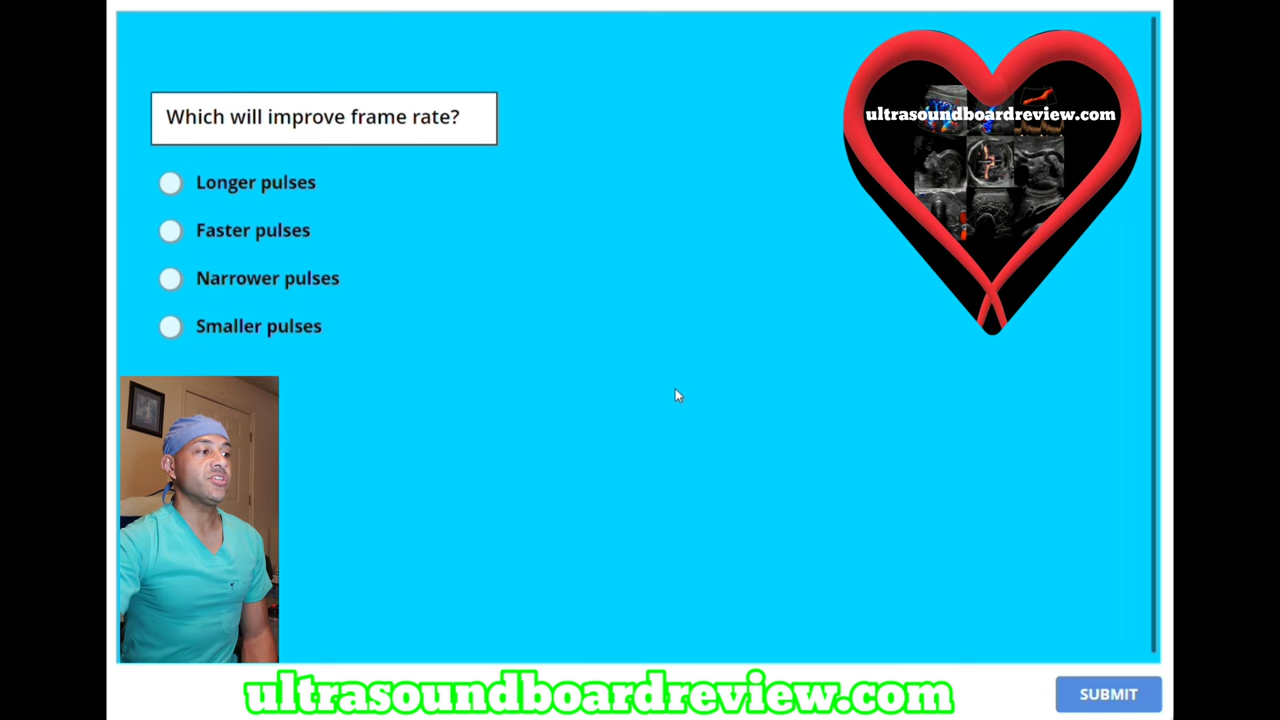 ultrasoundboardreview.com
Which will improve frame rate?
Longer pulses
Faster pulses
Narrower pulses
Smaller pulses
ultrasoundboardreview.com
SUBMIT